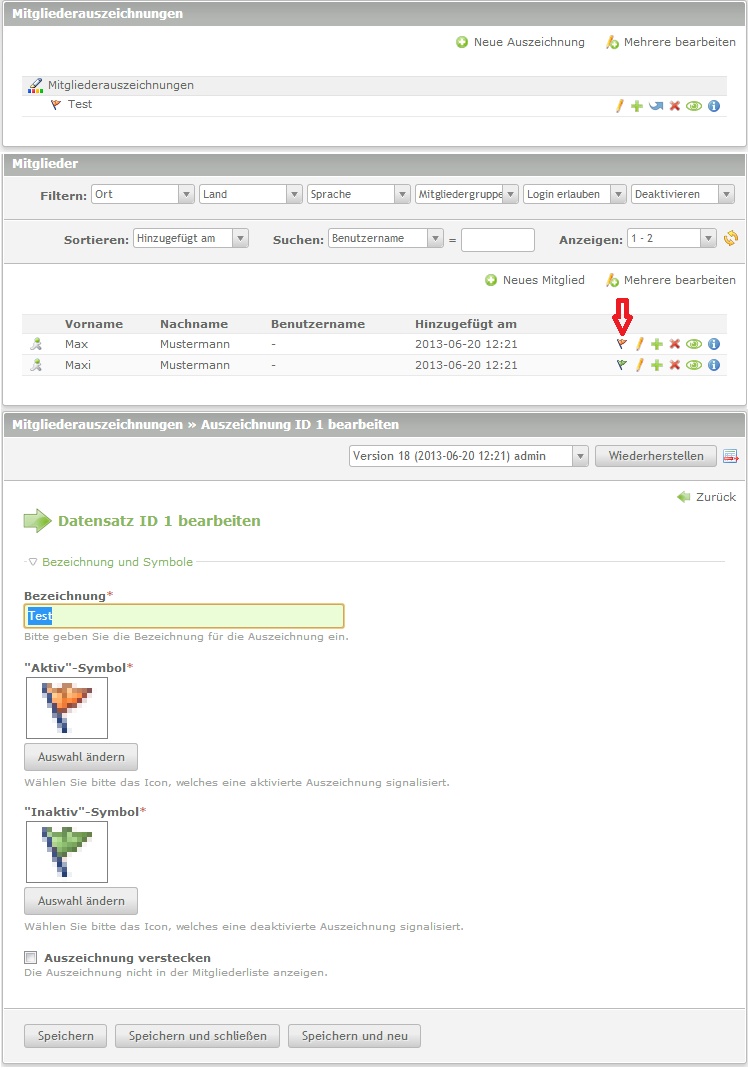 Mitgliederauszeichnungen
Neue Auszeichnung Mehrere bearbeiten
Mitgliederauszeichnungen
Test
Mitglieder
Filtern: Ort Land Sprache Mitgliedergruppe Login erlauben Deaktivieren
Sortieren: Hinzugefügt am Suchen: Benutzername = Anzeigen: 1 - 2
Neues Mitglied Mehrere bearbeiten
Vorname Nachname Benutzername Hinzugefügt am
Max Mustermann - 2013-06-20 12:21
Maxi Mustermann - 2013-06-20 12:21
Mitgliederauszeichnungen » Auszeichnung ID 1 bearbeiten
Version 18 (2013-06-20 12:21) admin Wiederherstellen
Zurück
Datensatz ID 1 bearbeiten
Bezeichnung und Symbole
Bezeichnung*
Test
Bitte geben Sie die Bezeichnung für die Auszeichnung ein.
"Aktiv"-Symbol*
Auswahl ändern
Wählen Sie bitte das Icon, welches eine aktivierte Auszeichnung signalisiert.
"Inaktiv"-Symbol*
Auswahl ändern
Wählen Sie bitte das Icon, welches eine deaktivierte Auszeichnung signalisiert.
Auszeichnung verstecken
Die Auszeichnung nicht in der Mitgliederliste anzeigen.
Speichern Speichern und schließen Speichern und neu